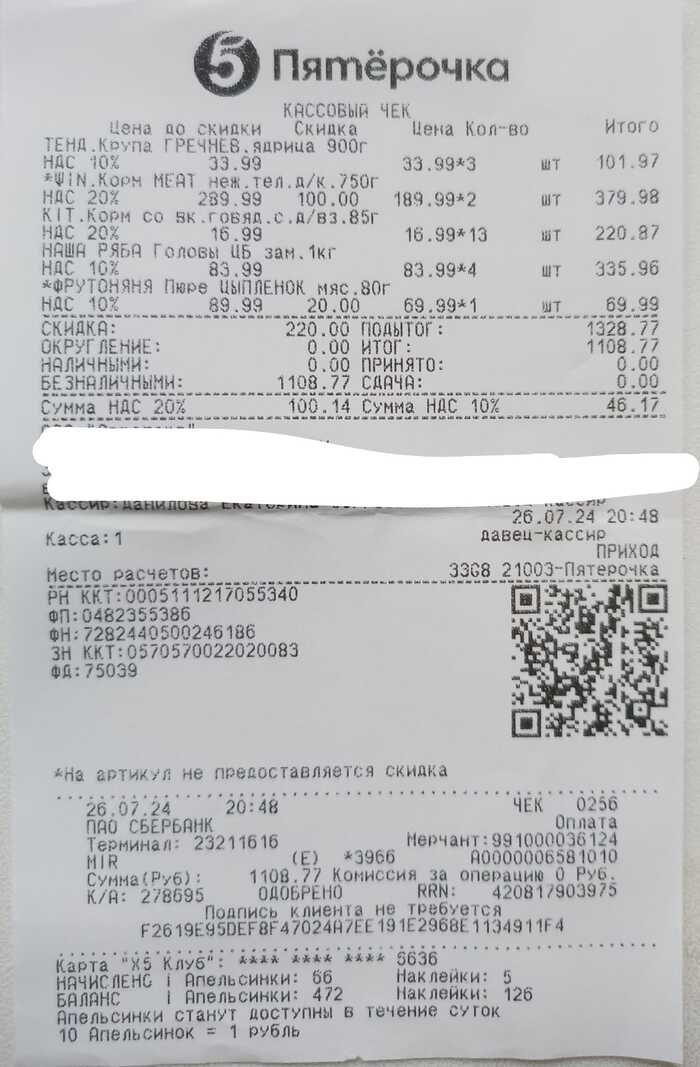 5 Пятёрочка
КАССОВЫЙ ЧЕК
Цена до скидки Скидка Цена Кол-во Итого
ТЕНД.Крупа ГРЕЧНЕВ.ядрица 900г
НДС 10% 33.99 33.99*3 шт 101.97
*WIN.Корм MEAT неж.тел.д/к.750г
НДС 20% 289.99 100.00 189.99*2 шт 379.98
KIT.Корм со вк.говяд.с.д/вз.85г
НДС 20% 16.99 16.99*13 шт 220.87
НАША РЯБА Головы ЦБ зам.1кг
НДС 10% 83.99 83.99*4 шт 335.96
*ФРУТОНЯНЯ Пюре ЦЫПЛЕНОК мяс.80г
НДС 10% 89.99 20.00 69.99*1 шт 69.99
СКИДКА: 220.00 ПОДЫТОГ: 1328.77
ОКРУГЛЕНИЕ: 0.00 ИТОГ: 1108.77
НАЛИЧНЫМИ: 0.00 ПРИНЯТО: 0.00
БЕЗНАЛИЧНЫМИ: 1108.77 СДАЧА: 0.00
Сумма НДС 20% 100.14 Сумма НДС 10% 46.17
Кассир:Данилова Екатерина кассир
26.07.24 20:48
Касса:1 давец-кассир
ПРИХОД
Место расчетов: 3368 21003-Пятерочка
РН ККТ:0005111217055340
ФП:0482355386
ФН:7282440500246186
ЗН ККТ:0570570022020083
ФД:75039
*На артикул не предоставляется скидка
26.07.24 20:48 ЧЕК 0256
ПАО СБЕРБАНК Оплата
Терминал: 23211616 Мерчант:991000036124
MIR (E) *3966 A0000006581010
Сумма(Руб): 1108.77 Комиссия за операцию 0 Руб.
К/А: 278695 ОДОБРЕНО RRN: 420817903975
Подпись клиента не требуется
F2619E95DEF8F47024A7EE191E2968E1134911F4
Карта "X5 Клуб": **** **** **** 5636
НАЧИСЛЕНО | Апельсинки: 66 Наклейки: 5
БАЛАНС | Апельсинки: 472 Наклейки: 126
Апельсинки станут доступны в течение суток
10 Апельсинок = 1 рубль